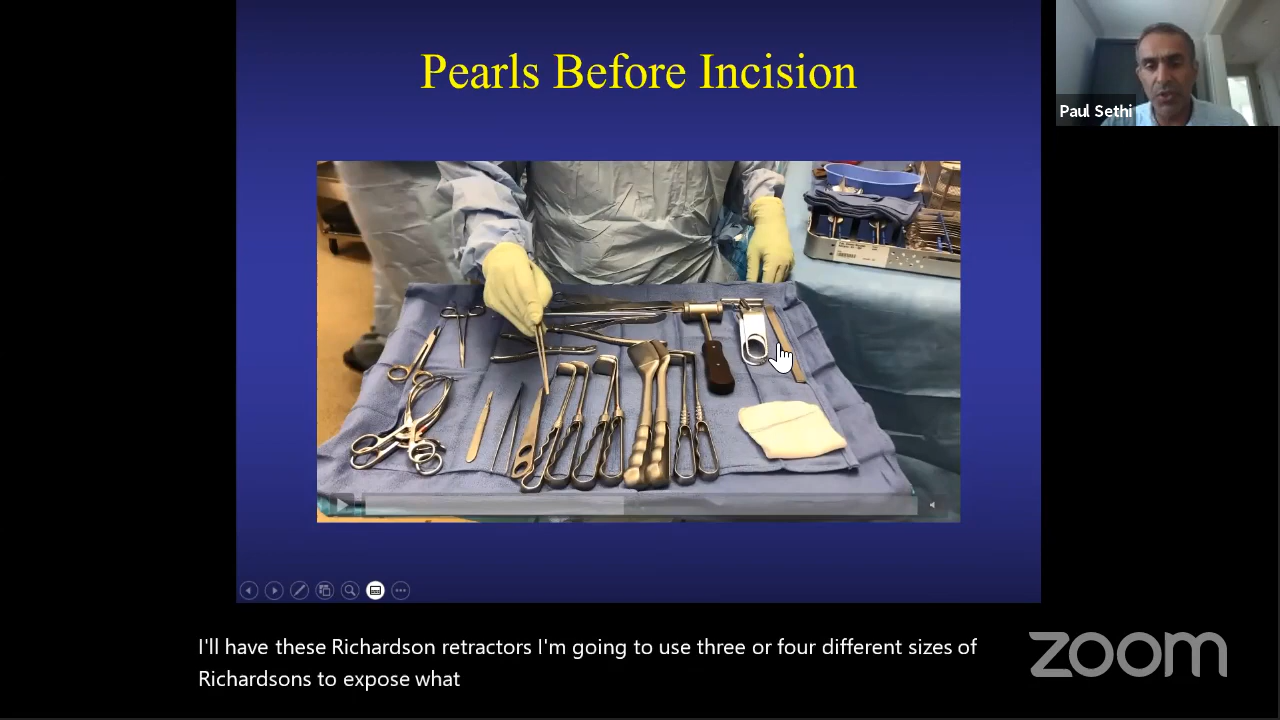 Pearls Before Incision
Paul Sethi
I'll have these Richardson retractors I'm going to use three or four different sizes of
Richardsons to expose what
zoom